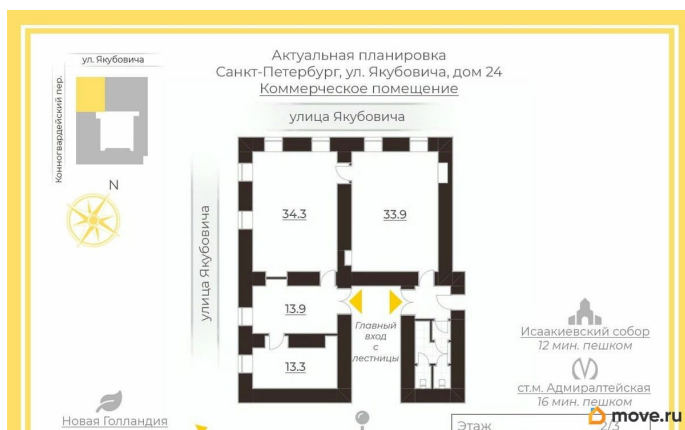 ул. Якубовича
Конногвардейский пер.
N
Актуальная планировка
Санкт-Петербург, ул. Якубовича, дом 24
Коммерческое помещение
улица Якубовича
улица Якубовича
34.3
33.9
13.9
13.3
Главный
вход
с
лестницы
Исаакиевский собор
12 мин. пешком
ст.м. Адмиралтейская
16 мин. пешком
Новая Голландия
Этаж 2/3
move.ru